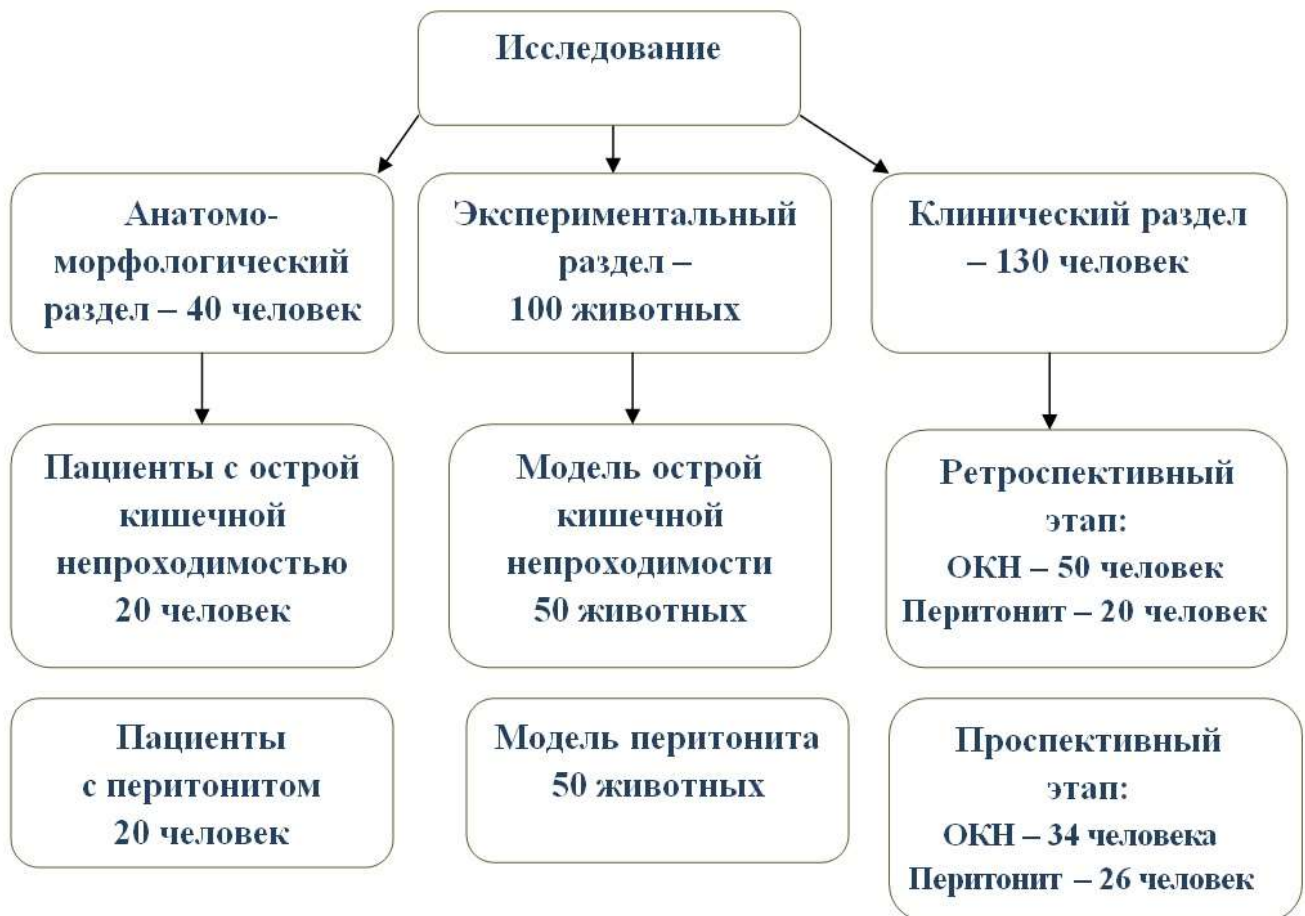 Исследование
Анатомо-
морфологический
раздел – 40 человек
Экспериментальный
раздел –
100 животных
Клинический раздел
– 130 человек
Пациенты с острой
кишечной
непроходимостью
20 человек
Модель острой
кишечной
непроходимости
50 животных
Ретроспективный
этап:
ОКН – 50 человек
Перитонит – 20 человек
Пациенты
с перитонитом
20 человек
Модель перитонита
50 животных
Проспективный
этап:
ОКН – 34 человека
Перитонит – 26 человек